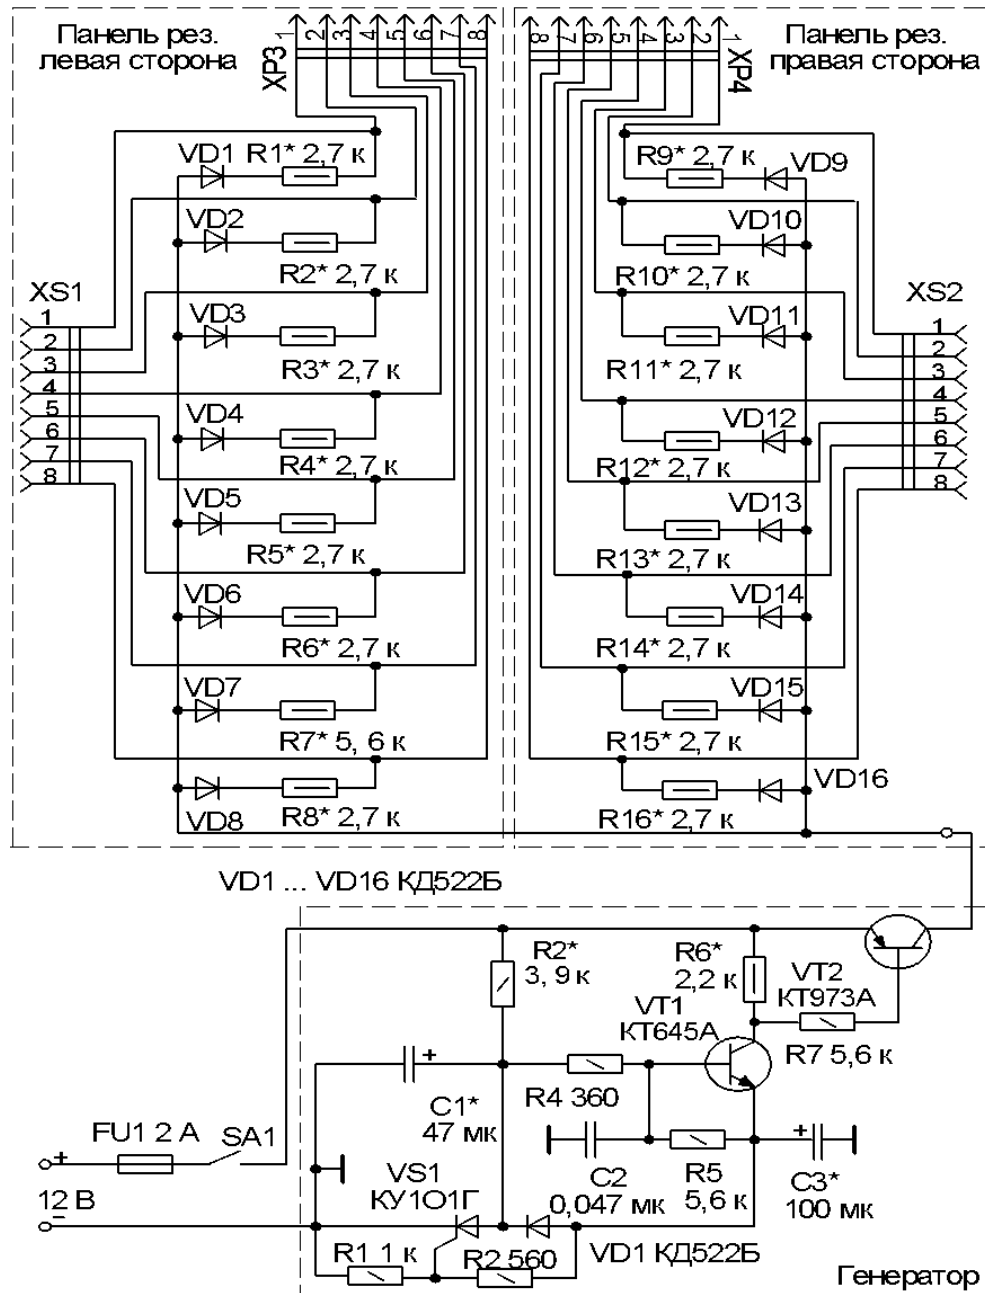 Панель рез.
левая сторона
XP3
1 2 3 4 5 6 7 8
8 7 6 5 4 3 2 1
XP4
Панель рез.
правая сторона
VD1 R1* 2,7 к
R9* 2,7 к VD9
VD2
VD10
R2* 2,7 к
R10* 2,7 к
XS1
XS2
VD3
VD11
1
2
3
4
5
6
7
8
1
2
3
4
5
6
7
8
R3* 2,7 к
R11* 2,7 к
VD4
VD12
R4* 2,7 к
R12* 2,7 к
VD5
VD13
R5* 2,7 к
R13* 2,7 к
VD6
VD14
R6* 2,7 к
R14* 2,7 к
VD7
VD15
R7* 5, 6 к
R15* 2,7 к
VD16
VD8
R8* 2,7 к
R16* 2,7 к
VD1 ... VD16 КД522Б
R2*
3, 9 к
R6*
2,2 к
VT2
КТ973А
VT1
КТ645А
R7 5,6 к
+
R4 360
C1*
47 мк
FU1 2 А
SA1
+
12 В
-
VS1
КУ1О1Г
C2
0,047 мк
R5
5,6 к
+
C3*
100 мк
R1 1 к
R2 560
VD1 КД522Б
Генератор